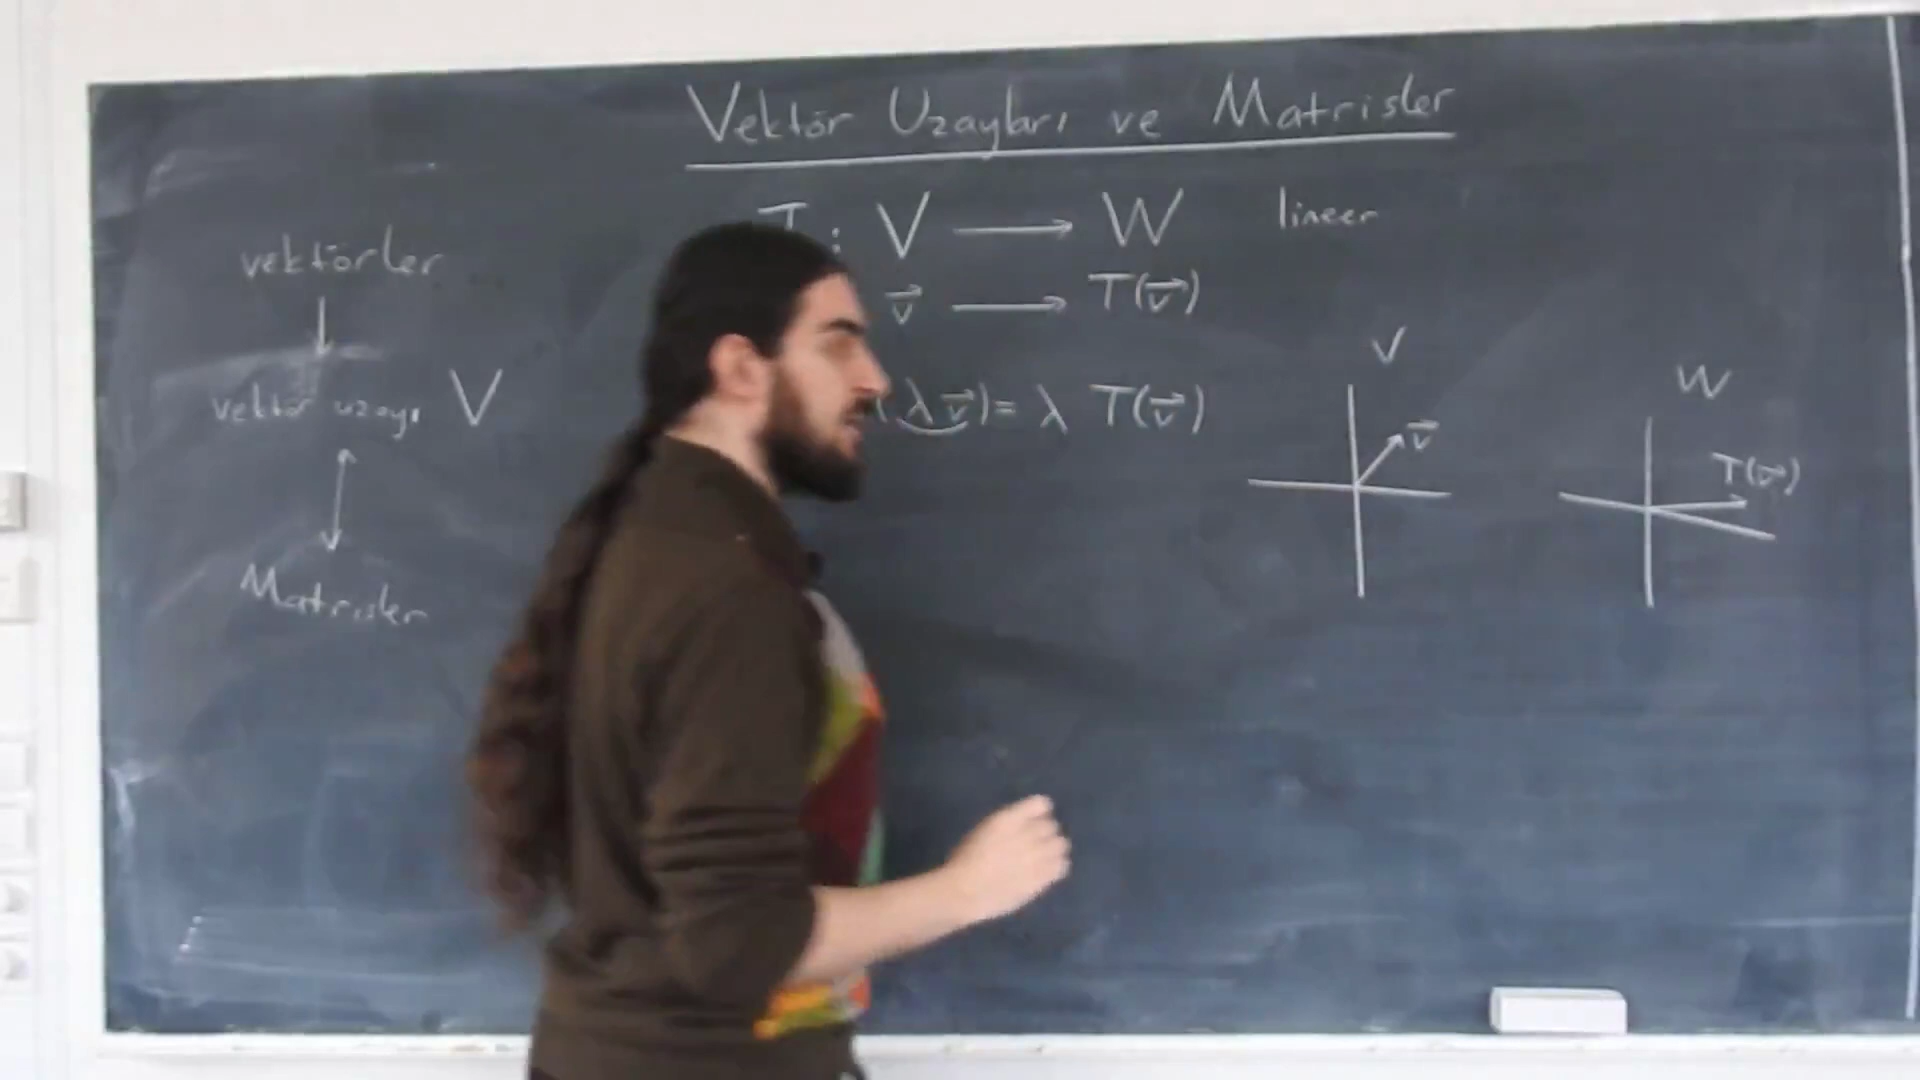 Vektör Uzayları ve Matrisler
T : V ⟶ W lineer
v⃗ ⟶ T(v⃗)
(λv⃗) = λ T(v⃗)
vektörler
↓
vektör uzayı V
↕
Matrisler
V
v⃗
W
T(v⃗)